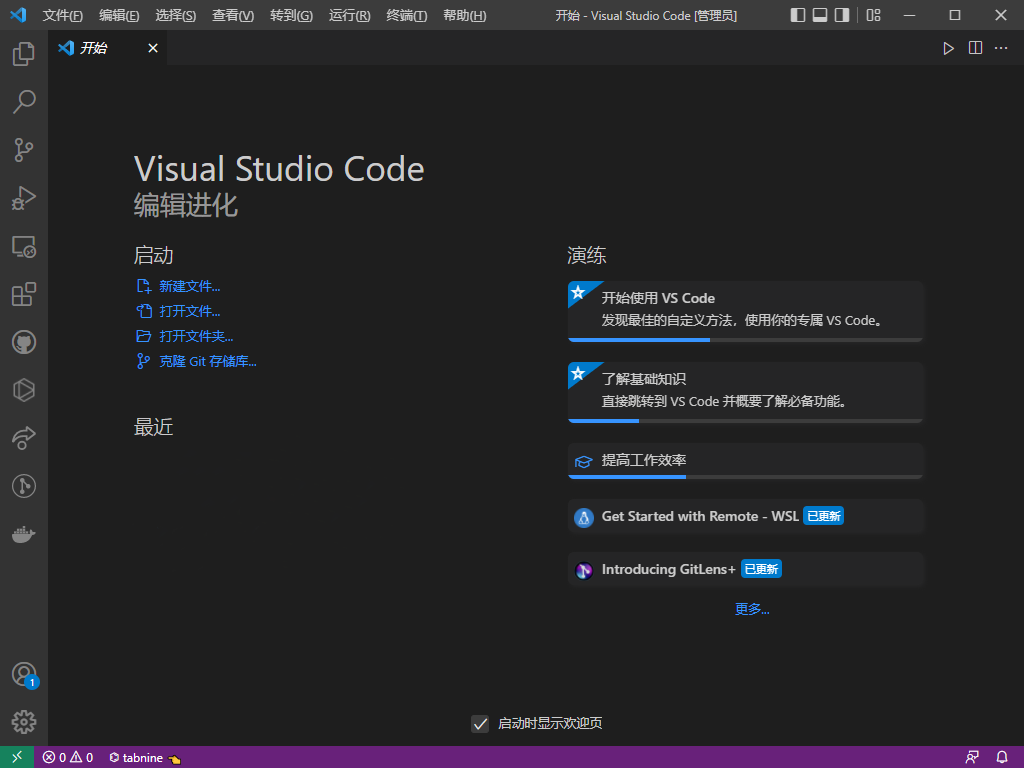 文件(F) 编辑(E) 选择(S) 查看(V) 转到(G) 运行(R) 终端(T) 帮助(H) 开始 - Visual Studio Code [管理员]
开始
Visual Studio Code
编辑进化
启动
新建文件...
打开文件...
打开文件夹...
克隆 Git 存储库...
最近
演练
开始使用 VS Code
发现最佳的自定义方法，使用你的专属 VS Code。
了解基础知识
直接跳转到 VS Code 并概要了解必备功能。
提高工作效率
Get Started with Remote - WSL 已更新
Introducing GitLens+ 已更新
更多...
1
启动时显示欢迎页
0 0 tabnine